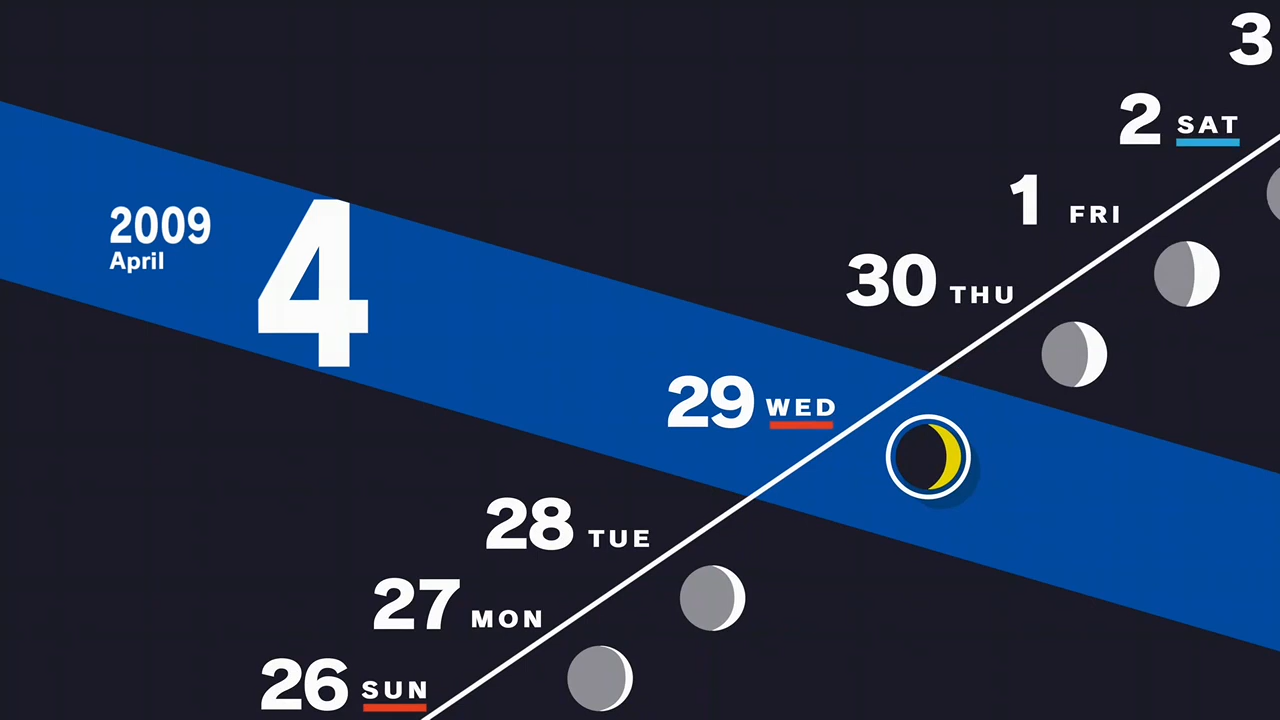 3
2 SAT
1 FRI
2009
April
4
30 THU
29 WED
28 TUE
27 MON
26 SUN